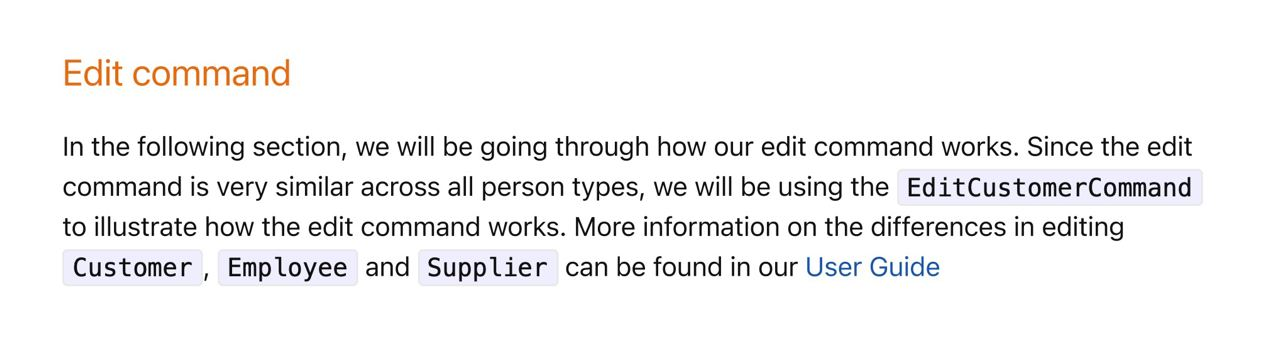 Edit command
In the following section, we will be going through how our edit command works. Since the edit
command is very similar across all person types, we will be using the EditCustomerCommand
to illustrate how the edit command works. More information on the differences in editing
Customer, Employee and Supplier can be found in our User Guide